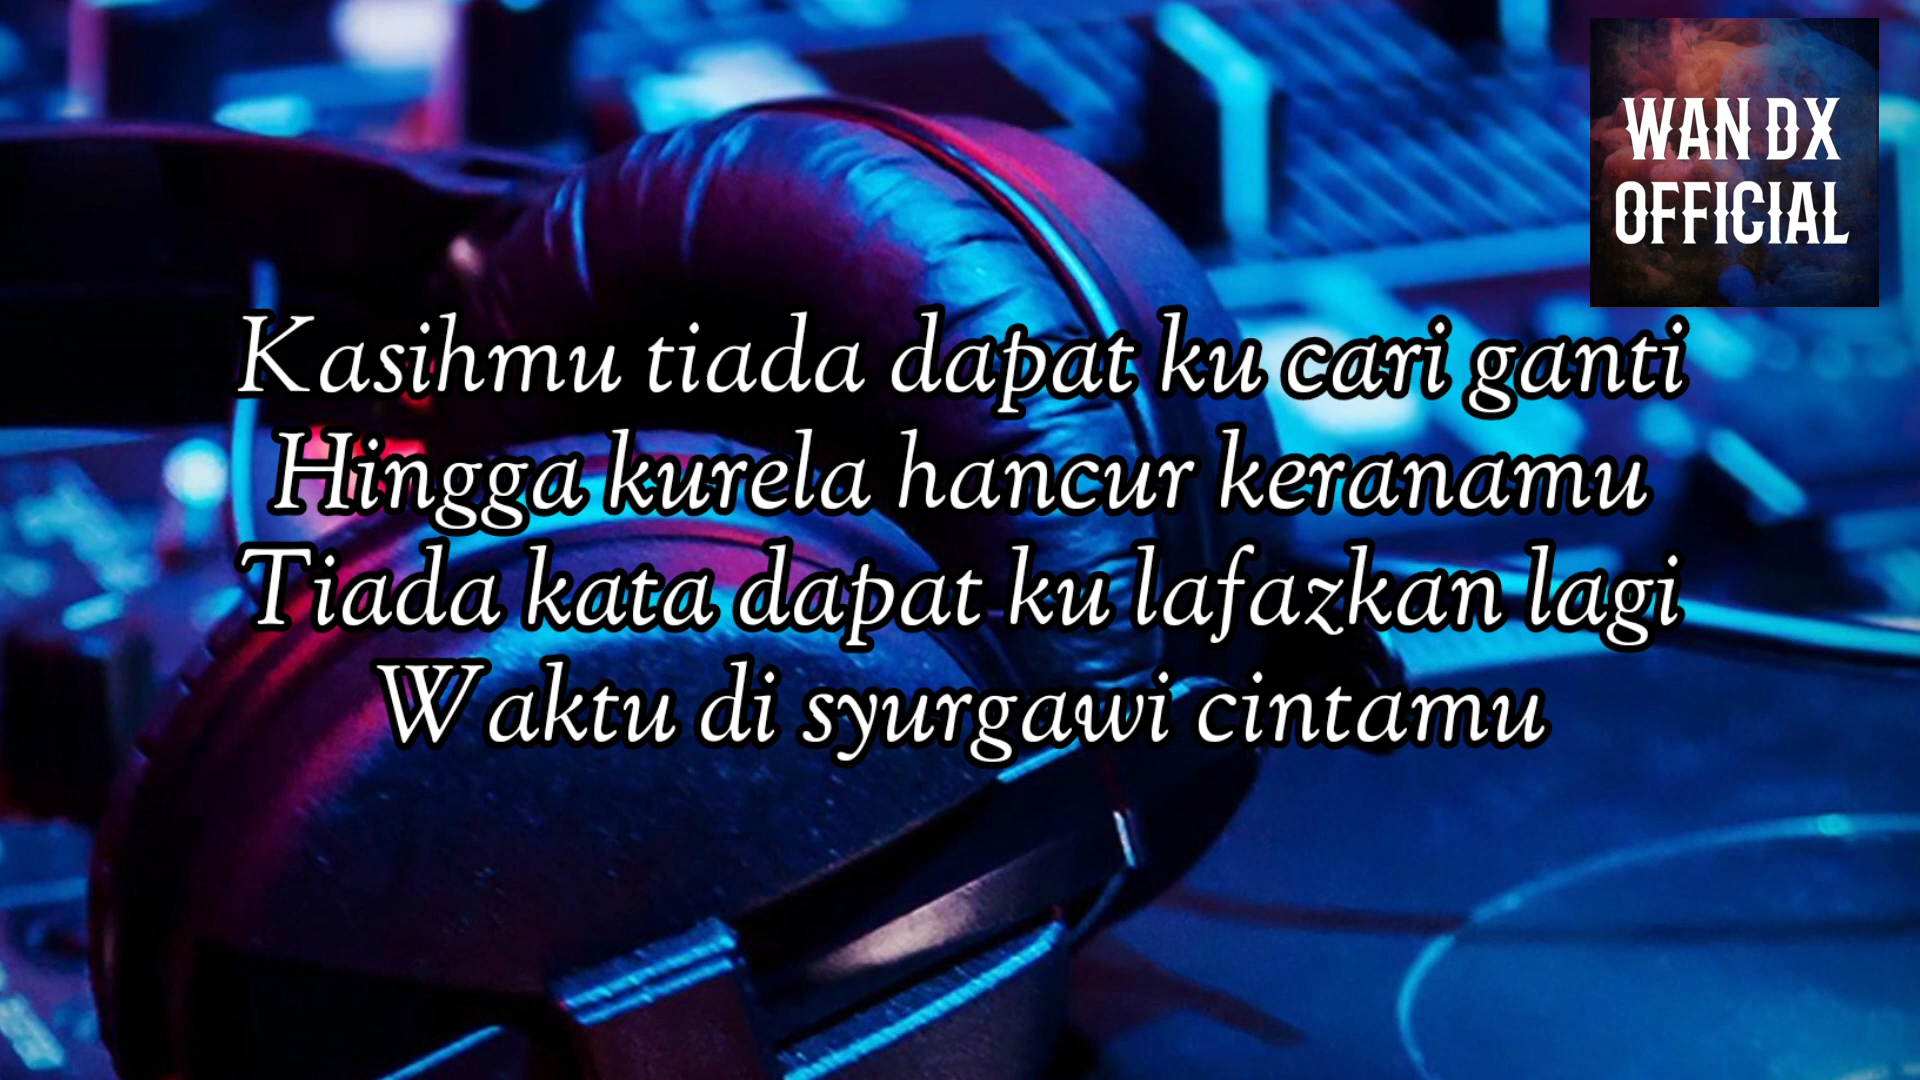 WAN DX
OFFICIAL
Kasihmu tiada dapat ku cari ganti
Hingga kurela hancur keranamu
Tiada kata dapat ku lafazkan lagi
Waktu di syurgawi cintamu